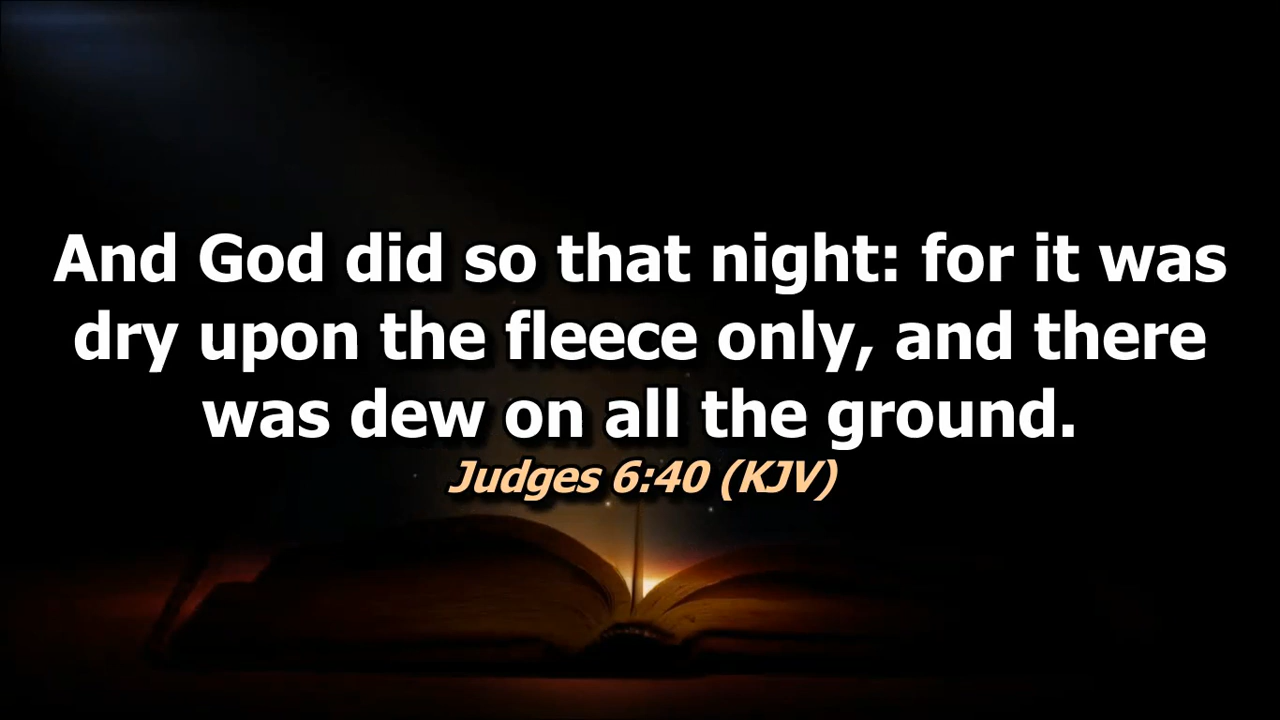 And God did so that night: for it was
dry upon the fleece only, and there
was dew on all the ground.
Judges 6:40 (KJV)